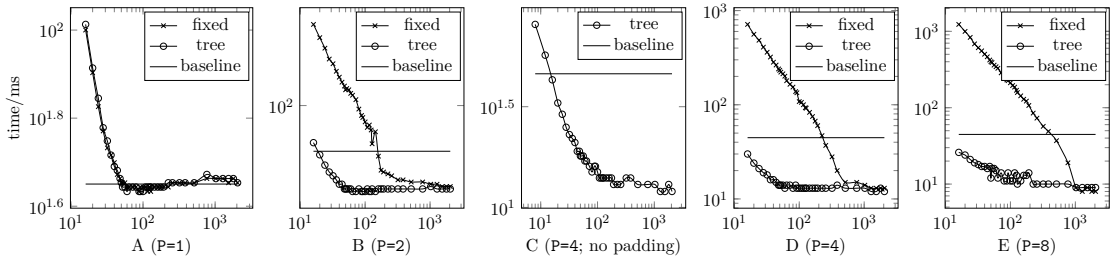 time/ms
10^2
10^1.8
10^1.6
fixed
tree
baseline
10^1
10^2
10^3
A (P=1)
10^2
fixed
tree
baseline
10^1
10^2
10^3
B (P=2)
10^1.5
10^1
tree
baseline
10^1
10^2
10^3
C (P=4; no padding)
10^3
10^2
10^1
fixed
tree
baseline
10^1
10^2
10^3
D (P=4)
10^3
10^2
10^1
fixed
tree
baseline
10^1
10^2
10^3
E (P=8)